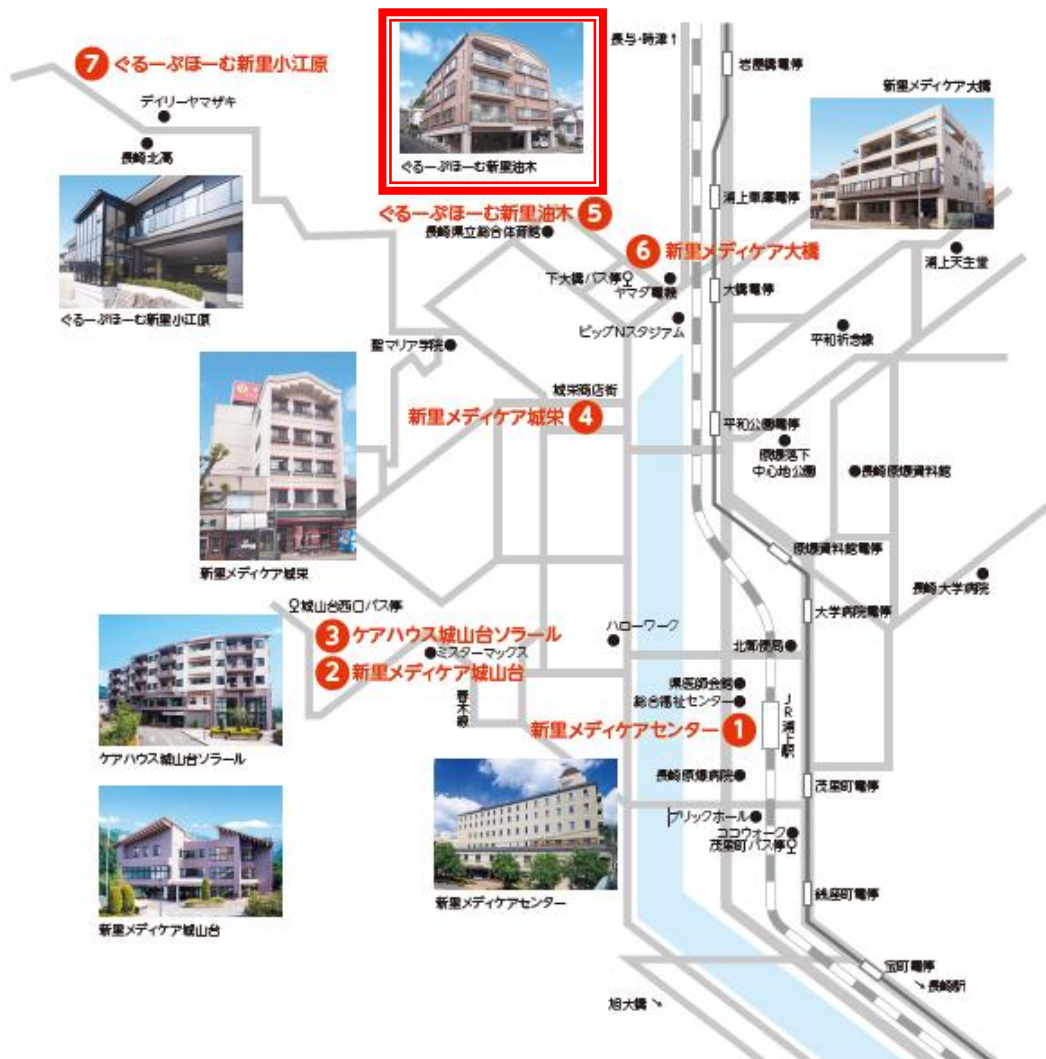 7 ぐるーぷほーむ新里小江原
デイリーヤマザキ
長崎北高
ぐるーぷほーむ新里小江原
ぐるーぷほーむ新里油木
ぐるーぷほーむ新里油木 5
長崎県立総合体育館
長与・時津↑
岩屋橋電停
新里メディケア大橋
浦上車庫電停
6 新里メディケア大橋
浦上天主堂
下大橋バス停
ヤマダ電機
大橋電停
ビッグNスタジアム
平和祈念像
聖マリア学院
城栄商店街
新里メディケア城栄 4
平和公園電停
原爆落下
中心地公園
長崎原爆資料館
原爆資料館電停
新里メディケア城栄
長崎大学病院
城山台西口バス停
大学病院電停
3 ケアハウス城山台ソラール
ハローワーク
北郵便局
ミスターマックス
2 新里メディケア城山台
県医師会館
総合福祉センター
JR浦上駅
新里メディケアセンター 1
ケアハウス城山台ソラール
長崎原爆病院
茂里町電停
ブリックホール
ココウォーク
茂里町バス停
新里メディケアセンター
銭座町電停
新里メディケア城山台
宝町電停
↘長崎駅
旭大橋↘